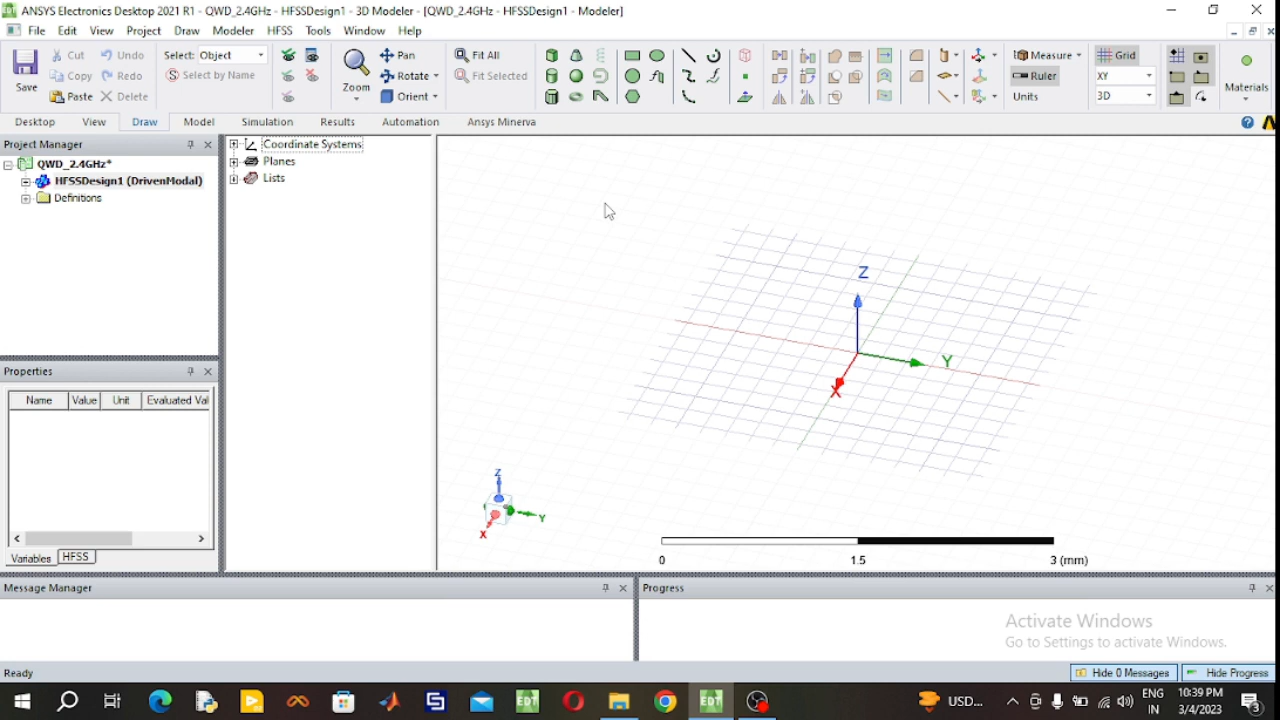 ANSYS Electronics Desktop 2021 R1 - QWD_2.4GHz - HFSSDesign1 - 3D Modeler - [QWD_2.4GHz - HFSSDesign1 - Modeler]
File Edit View Project Draw Modeler HFSS Tools Window Help
Save
Cut
Copy
Paste
Undo
Redo
Delete
Select: Object
Select by Name
Zoom
Pan
Rotate
Orient
Fit All
Fit Selected
Measure
Ruler
Units
Grid
XY
3D
Materials
Desktop View Draw Model Simulation Results Automation Ansys Minerva
Project Manager
QWD_2.4GHz*
HFSSDesign1 (DrivenModal)
Definitions
Coordinate Systems
Planes
Lists
Z
Y
X
Z
Y
X
0 1.5 3 (mm)
Properties
Name Value Unit Evaluated Val
Variables HFSS
Message Manager
Progress
Activate Windows
Go to Settings to activate Windows.
Ready
Hide 0 Messages Hide Progress
EDT
EDT
USD...
ENG
IN
10:39 PM
3/4/2023
3